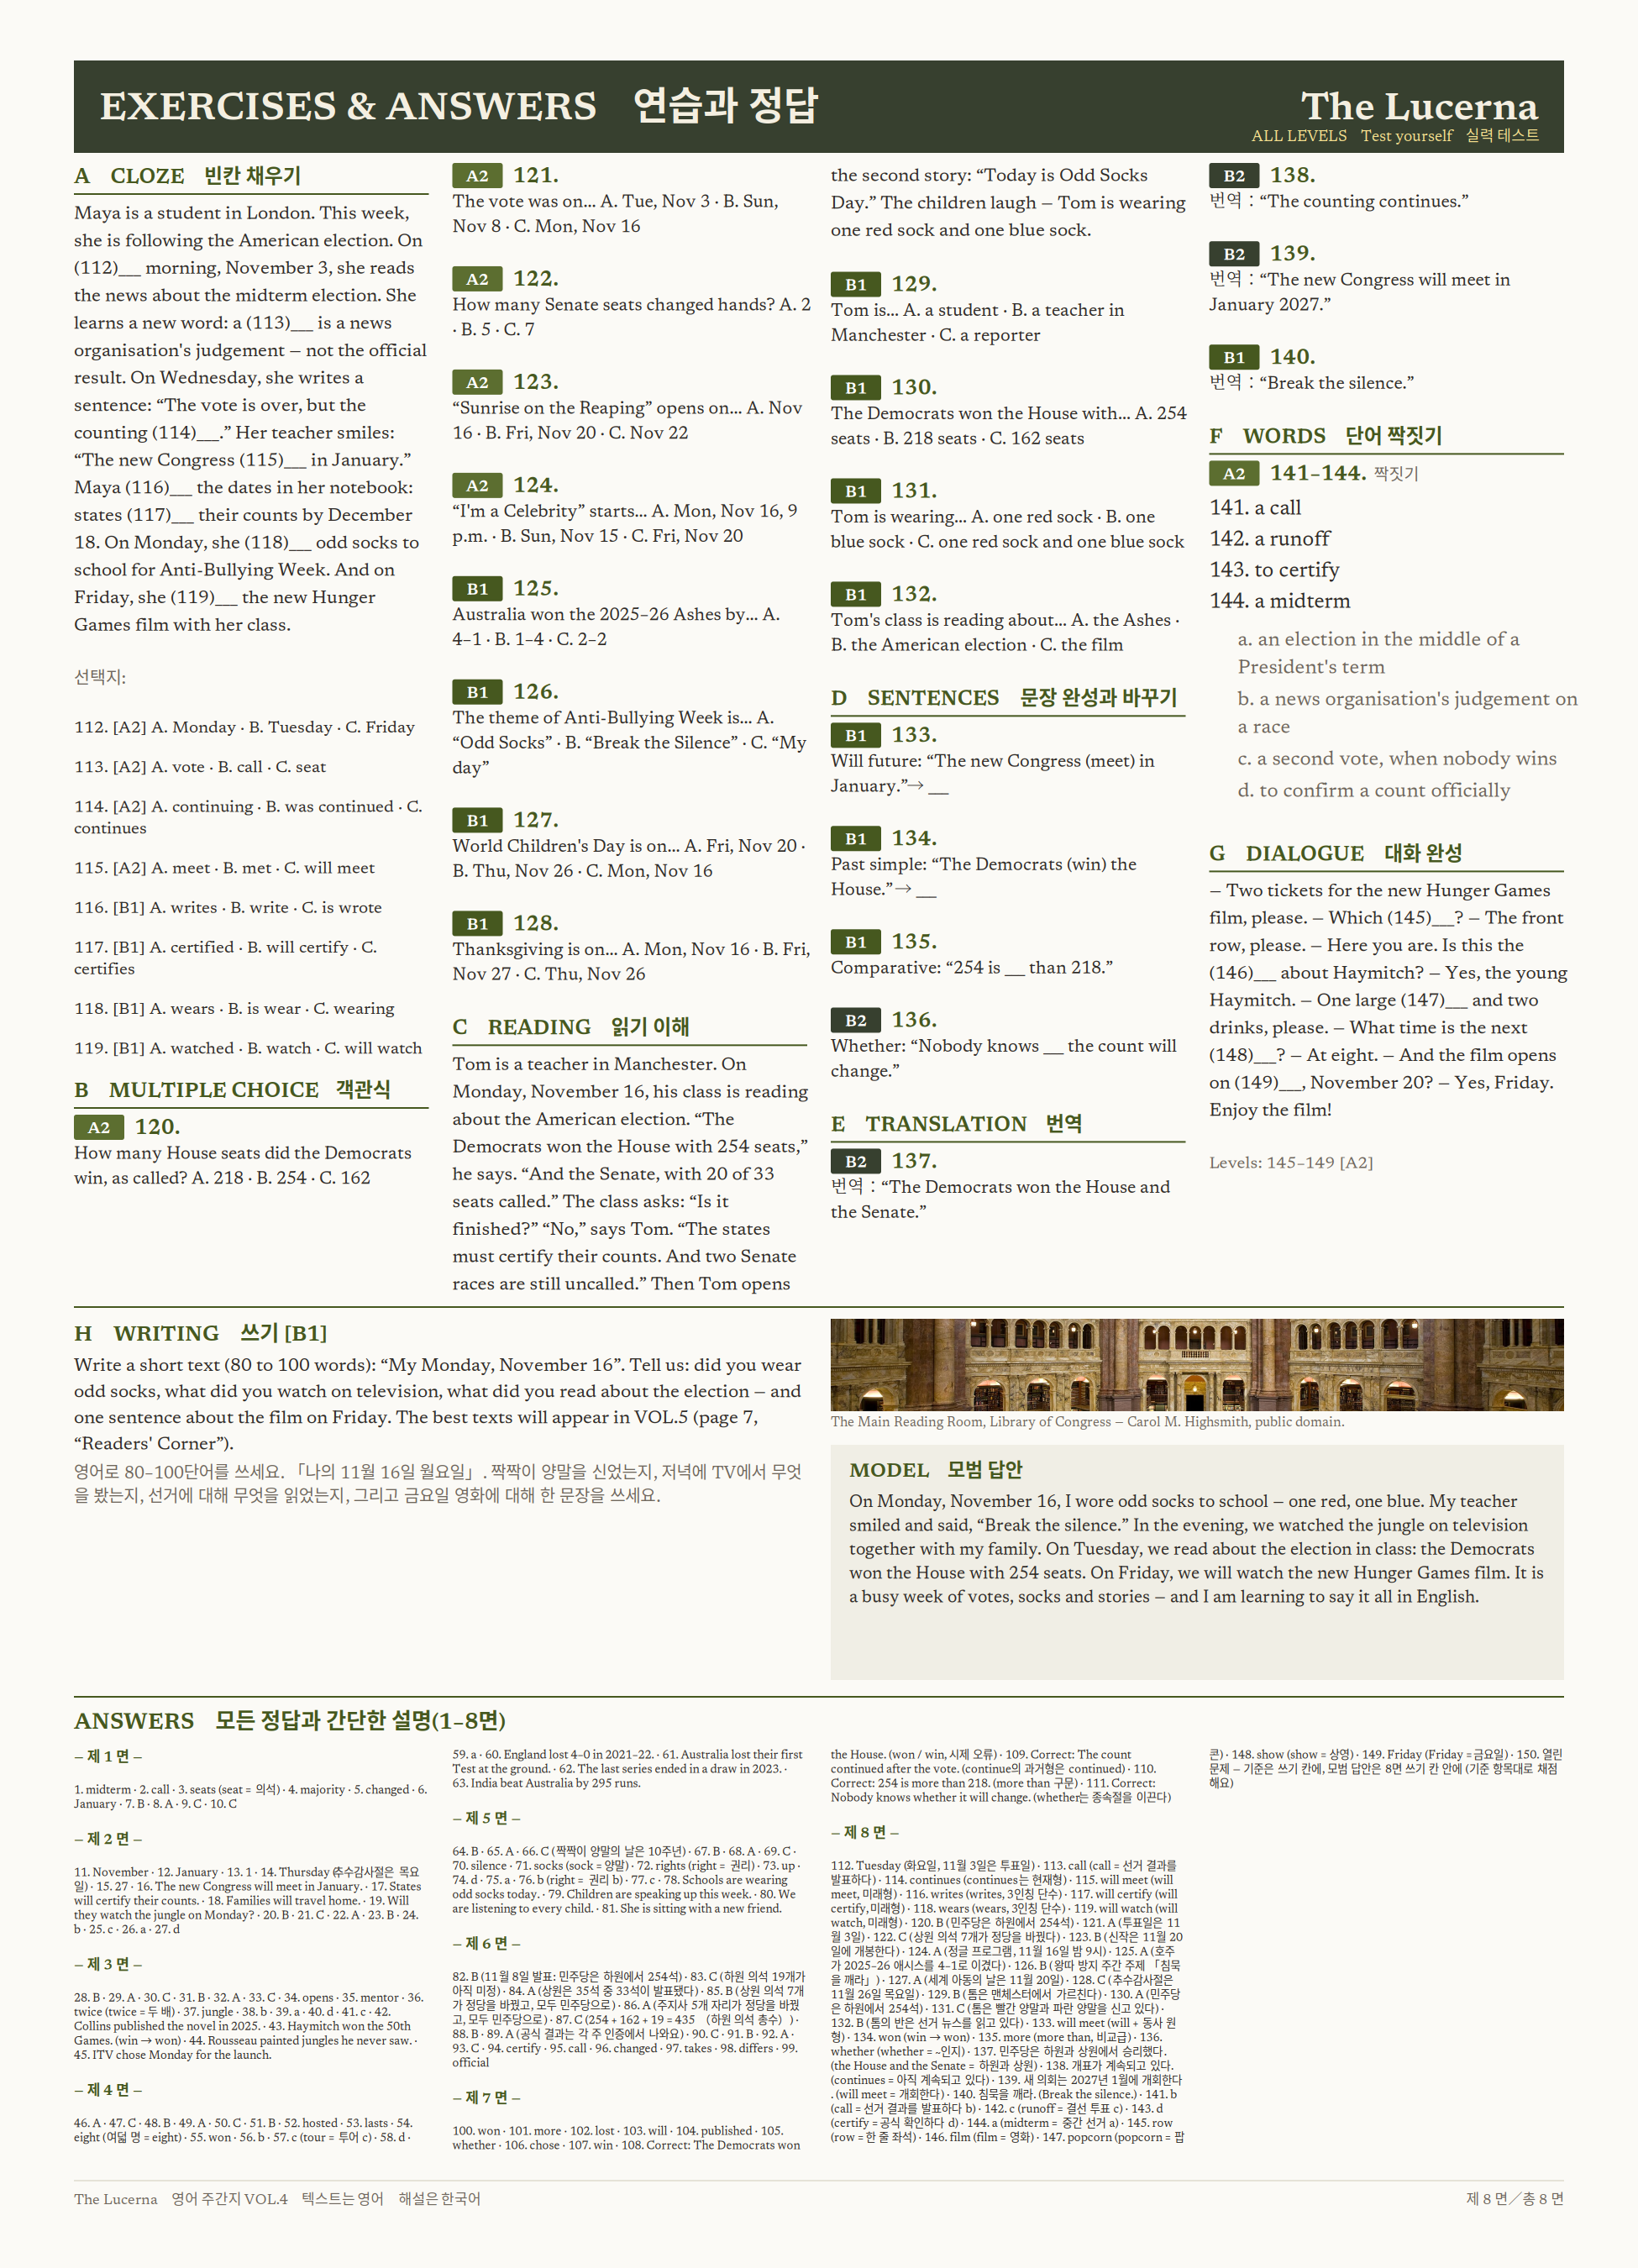 EXERCISES & ANSWERS 연습과 정답
The Lucerna
ALL LEVELS Test yourself 실력 테스트
A CLOZE 빈칸 채우기
Maya is a student in London. This week,
she is following the American election. On
(112)___ morning, November 3, she reads
the news about the midterm election. She
learns a new word: a (113)___ is a news
organisation's judgement – not the official
result. On Wednesday, she writes a
sentence: “The vote is over, but the
counting (114)___.” Her teacher smiles:
“The new Congress (115)___ in January.”
Maya (116)___ the dates in her notebook:
states (117)___ their counts by December
18. On Monday, she (118)___ odd socks to
school for Anti-Bullying Week. And on
Friday, she (119)___ the new Hunger
Games film with her class.
선택지:
112. [A2] A. Monday · B. Tuesday · C. Friday
113. [A2] A. vote · B. call · C. seat
114. [A2] A. continuing · B. was continued · C.
continues
115. [A2] A. meet · B. met · C. will meet
116. [B1] A. writes · B. write · C. is wrote
117. [B1] A. certified · B. will certify · C.
certifies
118. [B1] A. wears · B. is wear · C. wearing
119. [B1] A. watched · B. watch · C. will watch
B MULTIPLE CHOICE 객관식
A2 120.
How many House seats did the Democrats
win, as called? A. 218 · B. 254 · C. 162
A2 121.
The vote was on... A. Tue, Nov 3 · B. Sun,
Nov 8 · C. Mon, Nov 16
A2 122.
How many Senate seats changed hands? A. 2
· B. 5 · C. 7
A2 123.
“Sunrise on the Reaping” opens on... A. Nov
16 · B. Fri, Nov 20 · C. Nov 22
A2 124.
“I'm a Celebrity” starts... A. Mon, Nov 16, 9
p.m. · B. Sun, Nov 15 · C. Fri, Nov 20
B1 125.
Australia won the 2025–26 Ashes by... A.
4–1 · B. 1–4 · C. 2–2
B1 126.
The theme of Anti-Bullying Week is... A.
“Odd Socks” · B. “Break the Silence” · C. “My
day”
B1 127.
World Children's Day is on... A. Fri, Nov 20 ·
B. Thu, Nov 26 · C. Mon, Nov 16
B1 128.
Thanksgiving is on... A. Mon, Nov 16 · B. Fri,
Nov 27 · C. Thu, Nov 26
C READING 읽기 이해
Tom is a teacher in Manchester. On
Monday, November 16, his class is reading
about the American election. “The
Democrats won the House with 254 seats,”
he says. “And the Senate, with 20 of 33
seats called.” The class asks: “Is it
finished?” “No,” says Tom. “The states
must certify their counts. And two Senate
races are still uncalled.” Then Tom opens
the second story: “Today is Odd Socks
Day.” The children laugh – Tom is wearing
one red sock and one blue sock.
B1 129.
Tom is... A. a student · B. a teacher in
Manchester · C. a reporter
B1 130.
The Democrats won the House with... A. 254
seats · B. 218 seats · C. 162 seats
B1 131.
Tom is wearing... A. one red sock · B. one
blue sock · C. one red sock and one blue sock
B1 132.
Tom's class is reading about... A. the Ashes ·
B. the American election · C. the film
D SENTENCES 문장 완성과 바꾸기
B1 133.
Will future: “The new Congress (meet) in
January.”→ __
B1 134.
Past simple: “The Democrats (win) the
House.”→ __
B1 135.
Comparative: “254 is __ than 218.”
B2 136.
Whether: “Nobody knows __ the count will
change.”
E TRANSLATION 번역
B2 137.
번역：“The Democrats won the House and
the Senate.”
B2 138.
번역：“The counting continues.”
B2 139.
번역：“The new Congress will meet in
January 2027.”
B1 140.
번역：“Break the silence.”
F WORDS 단어 짝짓기
A2 141–144. 짝짓기
141. a call
142. a runoff
143. to certify
144. a midterm
a. an election in the middle of a
President's term
b. a news organisation's judgement on
a race
c. a second vote, when nobody wins
d. to confirm a count officially
G DIALOGUE 대화 완성
– Two tickets for the new Hunger Games
film, please. – Which (145)___? – The front
row, please. – Here you are. Is this the
(146)___ about Haymitch? – Yes, the young
Haymitch. – One large (147)___ and two
drinks, please. – What time is the next
(148)___? – At eight. – And the film opens
on (149)___, November 20? – Yes, Friday.
Enjoy the film!
Levels: 145–149 [A2]
H WRITING 쓰기 [B1]
Write a short text (80 to 100 words): “My Monday, November 16”. Tell us: did you wear
odd socks, what did you watch on television, what did you read about the election – and
one sentence about the film on Friday. The best texts will appear in VOL.5 (page 7,
“Readers' Corner”).
영어로 80–100단어를 쓰세요. 「나의 11월 16일 월요일」. 짝짝이 양말을 신었는지, 저녁에 TV에서 무엇
을 봤는지, 선거에 대해 무엇을 읽었는지, 그리고 금요일 영화에 대해 한 문장을 쓰세요.
The Main Reading Room, Library of Congress – Carol M. Highsmith, public domain.
MODEL 모범 답안
On Monday, November 16, I wore odd socks to school – one red, one blue. My teacher
smiled and said, “Break the silence.” In the evening, we watched the jungle on television
together with my family. On Tuesday, we read about the election in class: the Democrats
won the House with 254 seats. On Friday, we will watch the new Hunger Games film. It is
a busy week of votes, socks and stories – and I am learning to say it all in English.
ANSWERS 모든 정답과 간단한 설명(1–8면)
– 제 1 면 –
1. midterm · 2. call · 3. seats (seat = 의석) · 4. majority · 5. changed · 6.
January · 7. B · 8. A · 9. C · 10. C
– 제 2 면 –
11. November · 12. January · 13. 1 · 14. Thursday (추수감사절은 목요
일) · 15. 27 · 16. The new Congress will meet in January. · 17. States
will certify their counts. · 18. Families will travel home. · 19. Will
they watch the jungle on Monday? · 20. B · 21. C · 22. A · 23. B · 24.
b · 25. c · 26. a · 27. d
– 제 3 면 –
28. B · 29. A · 30. C · 31. B · 32. A · 33. C · 34. opens · 35. mentor · 36.
twice (twice = 두 배) · 37. jungle · 38. b · 39. a · 40. d · 41. c · 42.
Collins published the novel in 2025. · 43. Haymitch won the 50th
Games. (win → won) · 44. Rousseau painted jungles he never saw. ·
45. ITV chose Monday for the launch.
– 제 4 면 –
46. A · 47. C · 48. B · 49. A · 50. C · 51. B · 52. hosted · 53. lasts · 54.
eight (여덟 명 = eight) · 55. won · 56. b · 57. c (tour = 투어 c) · 58. d ·
59. a · 60. England lost 4–0 in 2021–22. · 61. Australia lost their first
Test at the ground. · 62. The last series ended in a draw in 2023. ·
63. India beat Australia by 295 runs.
– 제 5 면 –
64. B · 65. A · 66. C (짝짝이 양말의 날은 10주년) · 67. B · 68. A · 69. C ·
70. silence · 71. socks (sock = 양말) · 72. rights (right = 권리) · 73. up ·
74. d · 75. a · 76. b (right = 권리 b) · 77. c · 78. Schools are wearing
odd socks today. · 79. Children are speaking up this week. · 80. We
are listening to every child. · 81. She is sitting with a new friend.
– 제 6 면 –
82. B (11월 8일 발표: 민주당은 하원에서 254석) · 83. C (하원 의석 19개가
아직 미정) · 84. A (상원은 35석 중 33석이 발표됐다) · 85. B (상원 의석 7개
가 정당을 바꿨고, 모두 민주당으로) · 86. A (주지사 5개 자리가 정당을 바꿨
고, 모두 민주당으로) · 87. C (254 + 162 + 19 = 435 （하원 의석 총수）) ·
88. B · 89. A (공식 결과는 각 주 인증에서 나와요) · 90. C · 91. B · 92. A ·
93. C · 94. certify · 95. call · 96. changed · 97. takes · 98. differs · 99.
official
– 제 7 면 –
100. won · 101. more · 102. lost · 103. will · 104. published · 105.
whether · 106. chose · 107. win · 108. Correct: The Democrats won
the House. (won / win, 시제 오류) · 109. Correct: The count
continued after the vote. (continue의 과거형은 continued) · 110.
Correct: 254 is more than 218. (more than 구문) · 111. Correct:
Nobody knows whether it will change. (whether는 종속절을 이끈다)
– 제 8 면 –
112. Tuesday (화요일, 11월 3일은 투표일) · 113. call (call = 선거 결과를
발표하다) · 114. continues (continues는 현재형) · 115. will meet (will
meet, 미래형) · 116. writes (writes, 3인칭 단수) · 117. will certify (will
certify, 미래형) · 118. wears (wears, 3인칭 단수) · 119. will watch (will
watch, 미래형) · 120. B (민주당은 하원에서 254석) · 121. A (투표일은 11
월 3일) · 122. C (상원 의석 7개가 정당을 바꿨다) · 123. B (신작은 11월 20
일에 개봉한다) · 124. A (정글 프로그램, 11월 16일 밤 9시) · 125. A (호주
가 2025–26 애시스를 4–1로 이겼다) · 126. B (왕따 방지 주간 주제 「침묵
을 깨라」) · 127. A (세계 아동의 날은 11월 20일) · 128. C (추수감사절은
11월 26일 목요일) · 129. B (톰은 맨체스터에서 가르친다) · 130. A (민주당
은 하원에서 254석) · 131. C (톰은 빨간 양말과 파란 양말을 신고 있다) ·
132. B (톰의 반은 선거 뉴스를 읽고 있다) · 133. will meet (will + 동사 원
형) · 134. won (win → won) · 135. more (more than, 비교급) · 136.
whether (whether = ~인지) · 137. 민주당은 하원과 상원에서 승리했다.
(the House and the Senate = 하원과 상원) · 138. 개표가 계속되고 있다.
(continues = 아직 계속되고 있다) · 139. 새 의회는 2027년 1월에 개회한다
. (will meet = 개회한다) · 140. 침묵을 깨라. (Break the silence.) · 141. b
(call = 선거 결과를 발표하다 b) · 142. c (runoff = 결선 투표 c) · 143. d
(certify = 공식 확인하다 d) · 144. a (midterm = 중간 선거 a) · 145. row
(row = 한 줄 좌석) · 146. film (film = 영화) · 147. popcorn (popcorn = 팝
콘) · 148. show (show = 상영) · 149. Friday (Friday = 금요일) · 150. 열린
문제 – 기준은 쓰기 칸에, 모범 답안은 8면 쓰기 칸 안에 (기준 항목대로 채점
해요)
The Lucerna 영어 주간지 VOL.4 텍스트는 영어 해설은 한국어
제 8 면／총 8 면